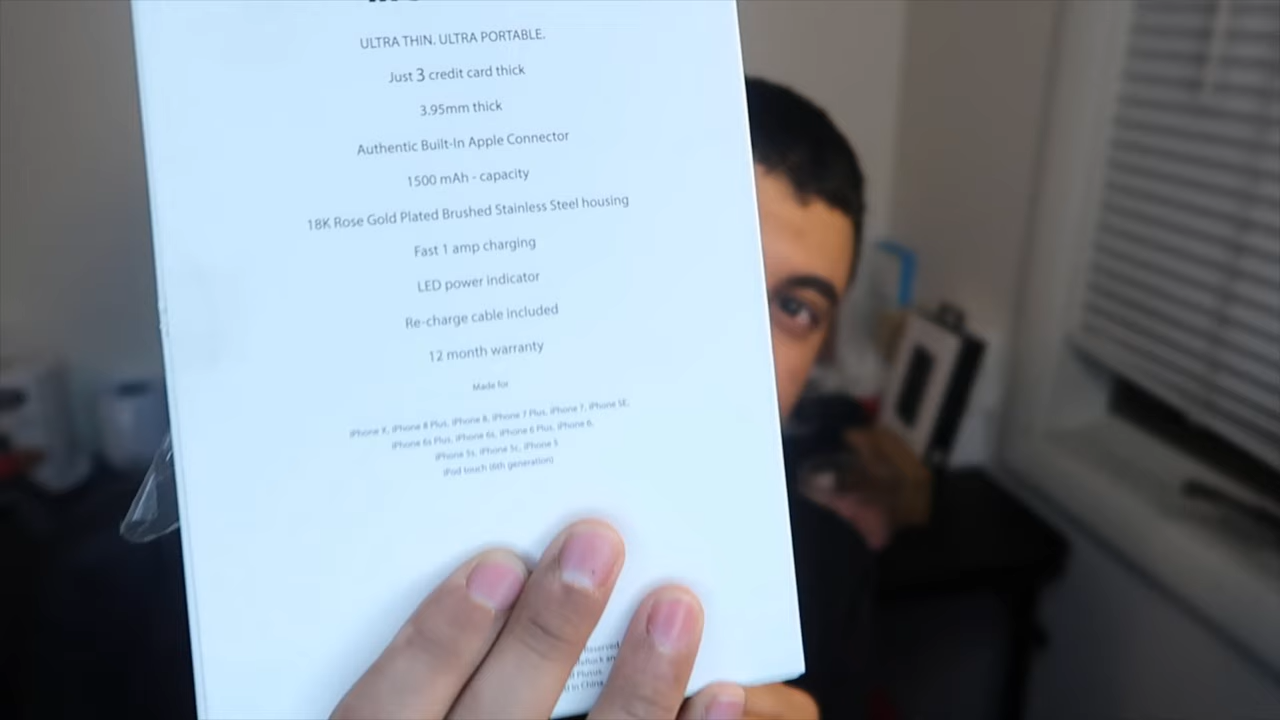 ULTRA THIN. ULTRA PORTABLE.
Just 3 credit card thick
3.95mm thick
Authentic Built-In Apple Connector
1500 mAh - capacity
18K Rose Gold Plated Brushed Stainless Steel housing
Fast 1 amp charging
LED power indicator
Re-charge cable included
12 month warranty
Made for
iPhone X, iPhone 8 Plus, iPhone 8, iPhone 7 Plus, iPhone 7, iPhone SE,
iPhone 6s Plus, iPhone 6s, iPhone 6 Plus, iPhone 6,
iPhone 5s, iPhone 5c, iPhone 5
iPod touch (6th generation)
Reserved
in China